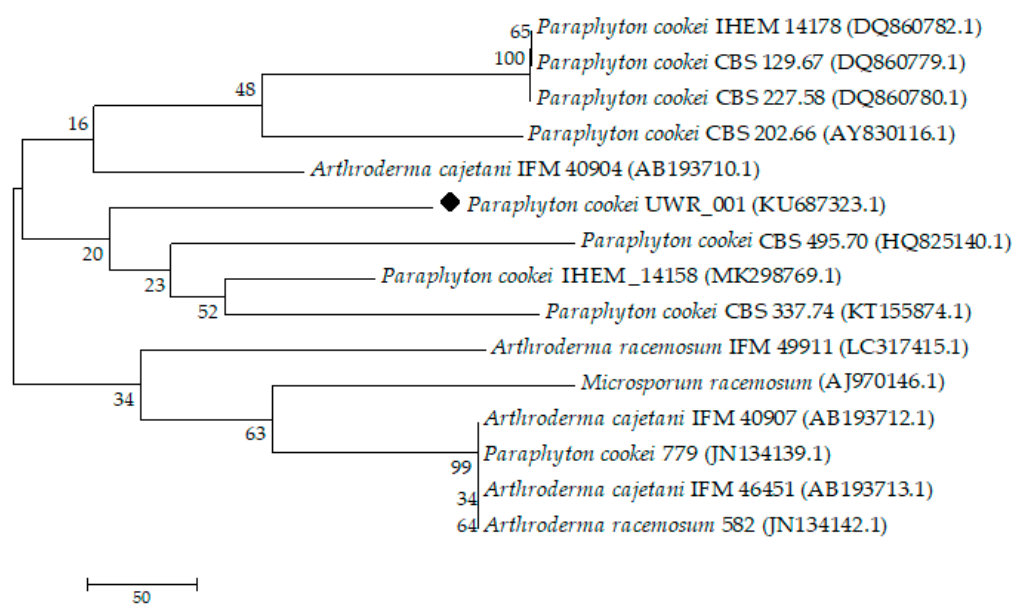 65 Paraphyton cookei IHEM 14178 (DQ860782.1)
100 Paraphyton cookei CBS 129.67 (DQ860779.1)
Paraphyton cookei CBS 227.58 (DQ860780.1)
48
16
Paraphyton cookei CBS 202.66 (AY830116.1)
Arthroderma cajetani IFM 40904 (AB193710.1)
Paraphyton cookei UWR_001 (KU687323.1)
20
Paraphyton cookei CBS 495.70 (HQ825140.1)
23
Paraphyton cookei IHEM_14158 (MK298769.1)
52
Paraphyton cookei CBS 337.74 (KT155874.1)
Arthroderma racemosum IFM 49911 (LC317415.1)
34
Microsporum racemosum (AJ970146.1)
63
Arthroderma cajetani IFM 40907 (AB193712.1)
Paraphyton cookei 779 (JN134139.1)
99
34 Arthroderma cajetani IFM 46451 (AB193713.1)
64 Arthroderma racemosum 582 (JN134142.1)
50